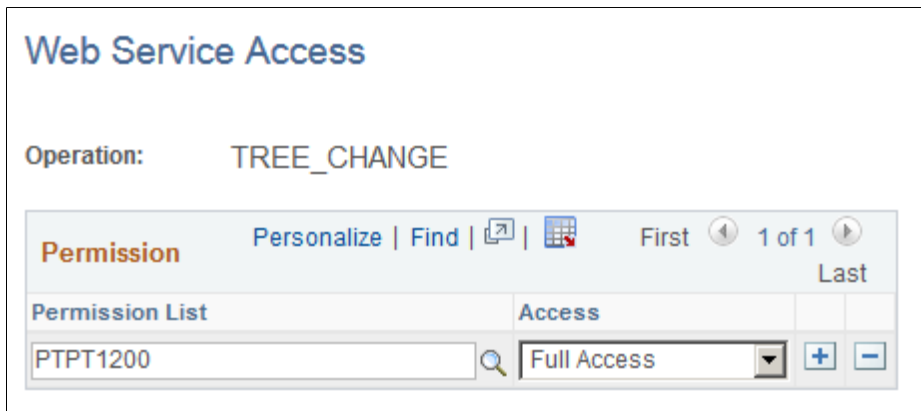 Web Service Access
Operation: TREE_CHANGE
Permission Personalize | Find | | First 1 of 1 Last
Permission List Access
PTPT1200 Full Access